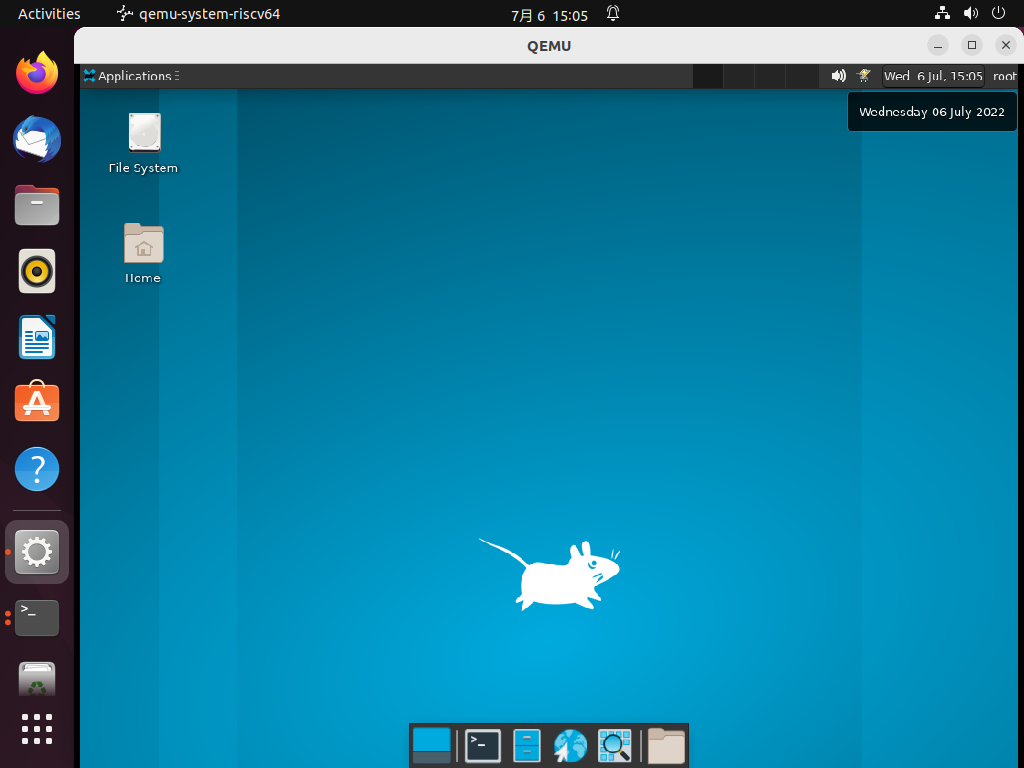 Activities
qemu-system-riscv64
7月 6 15:05
QEMU
Applications
Wed 6 Jul, 15:05
root
Wednesday 06 July 2022
File System
Home